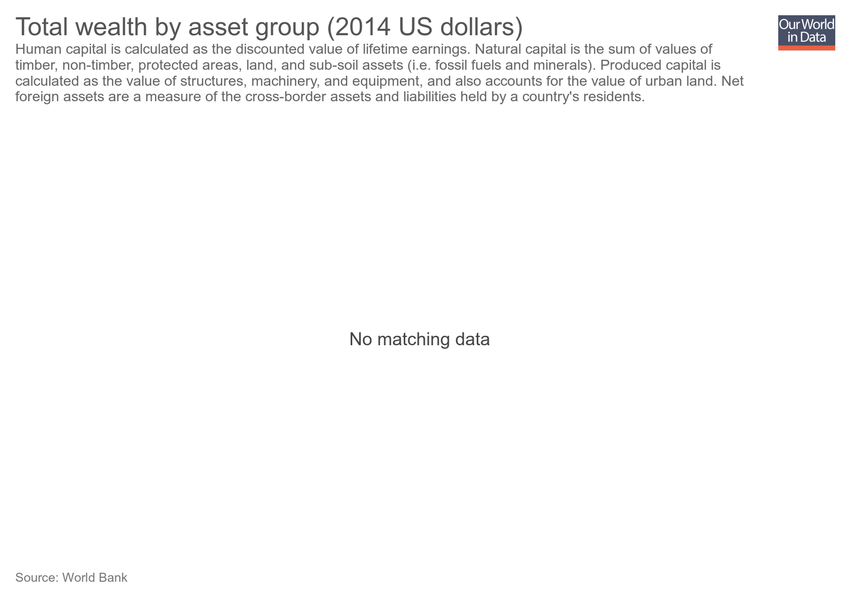 Total wealth by asset group (2014 US dollars)
Our World
in Data
Human capital is calculated as the discounted value of lifetime earnings. Natural capital is the sum of values of
timber, non-timber, protected areas, land, and sub-soil assets (i.e. fossil fuels and minerals). Produced capital is
calculated as the value of structures, machinery, and equipment, and also accounts for the value of urban land. Net
foreign assets are a measure of the cross-border assets and liabilities held by a country's residents.
No matching data
Source: World Bank